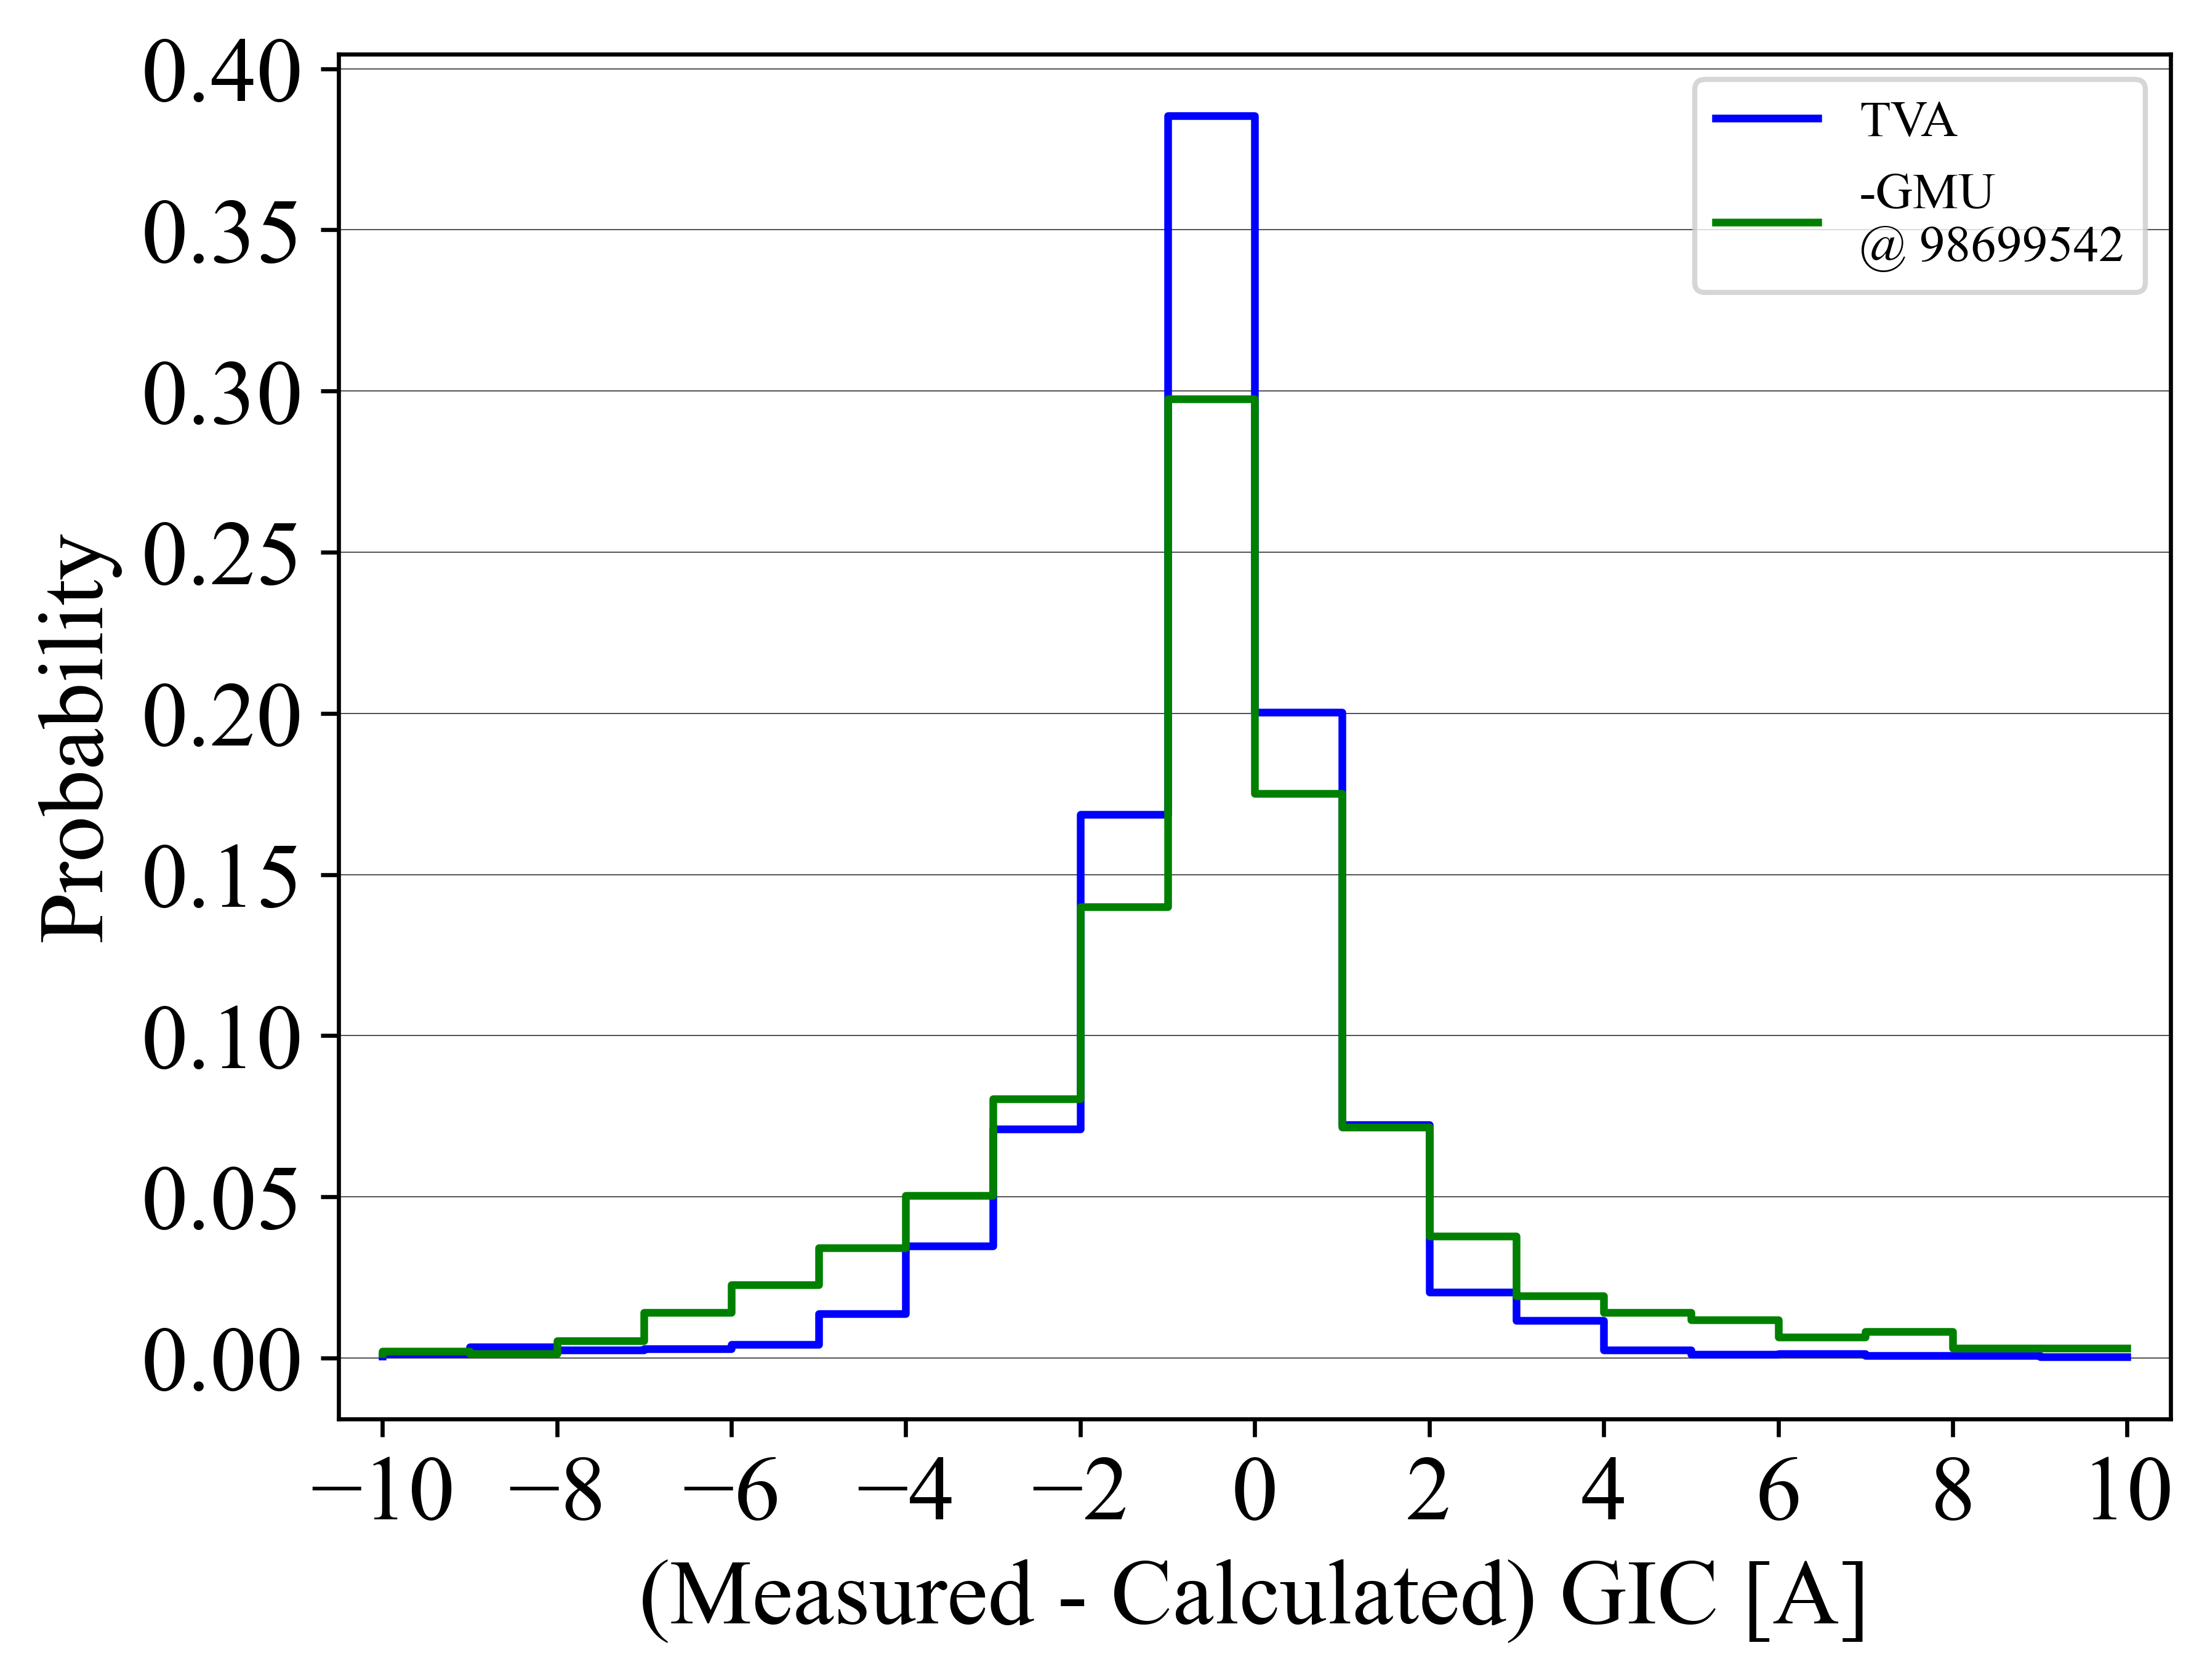 0.40
0.35
0.30
0.25
0.20
0.15
0.10
0.05
0.00
Probability
TVA
-GMU
@ 98699542
−10 −8 −6 −4 −2 0 2 4 6 8 10
(Measured - Calculated) GIC [A]